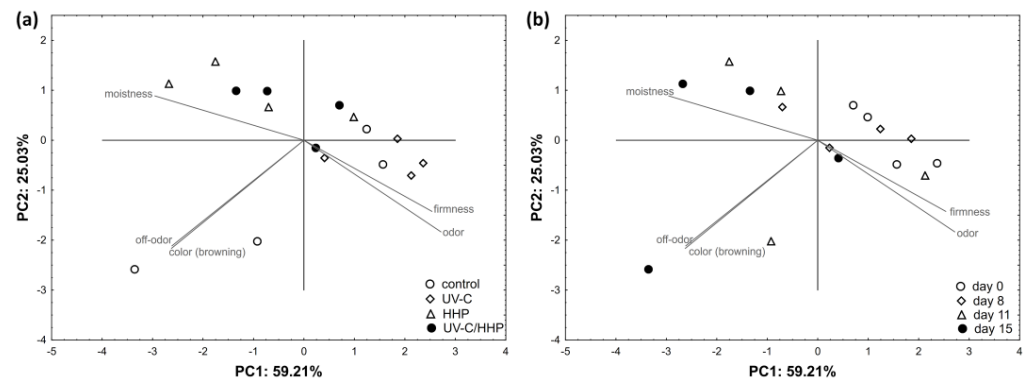 (a)
2
1
0
-1
-2
-3
-4
PC2: 25.03%
moistness
firmness
odor
off-odor
color (browning)
control
UV-C
HHP
UV-C/HHP
-5 -4 -3 -2 -1 0 1 2 3 4
PC1: 59.21%
(b)
2
1
0
-1
-2
-3
-4
PC2: 25.03%
moistness
firmness
odor
off-odor
color (browning)
day 0
day 8
day 11
day 15
-5 -4 -3 -2 -1 0 1 2 3 4
PC1: 59.21%